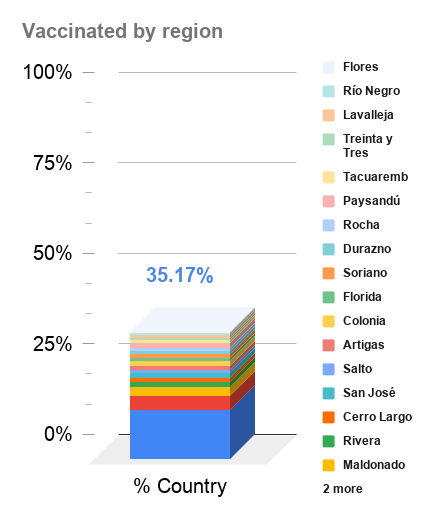 Vaccinated by region
100%
75%
50%
25%
0%
35.17%
% Country
Flores
Río Negro
Lavalleja
Treinta y
Tres
Tacuaremb
Paysandú
Rocha
Durazno
Soriano
Florida
Colonia
Artigas
Salto
San José
Cerro Largo
Rivera
Maldonado
2 more